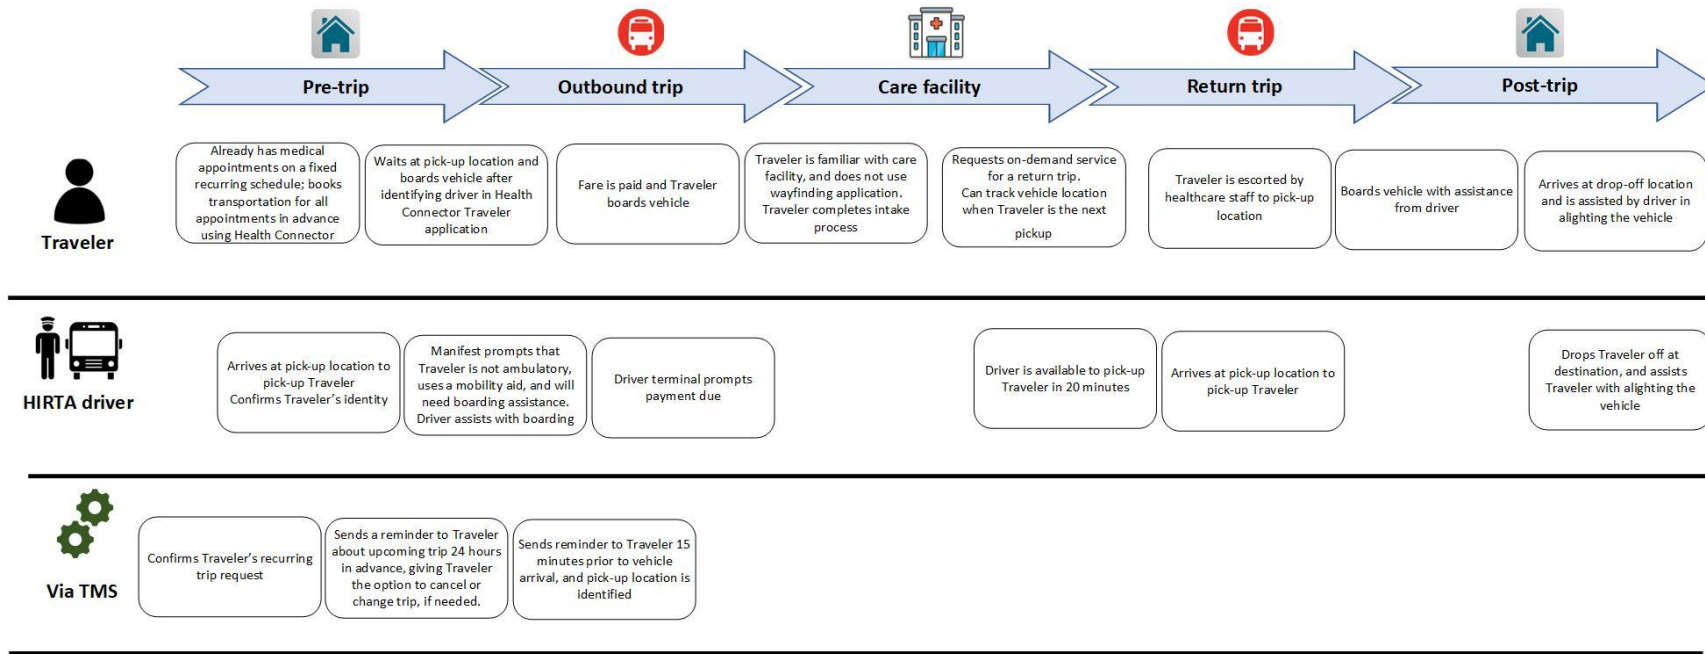 Pre-trip
Outbound trip
Care facility
Return trip
Post-trip
Traveler
Already has medical
appointments on a fixed
recurring schedule; books
transportation for all
appointments in advance
using Health Connector
Waits at pick-up location and
boards vehicle after
identifying driver in Health
Connector Traveler
application
Fare is paid and Traveler
boards vehicle
Traveler is familiar with care
facility, and does not use
wayfinding application.
Traveler completes intake
process
Requests on-demand service
for a return trip.
Can track vehicle location
when Traveler is the next
pickup
Traveler is escorted by
healthcare staff to pick-up
location
Boards vehicle with assistance
from driver
Arrives at drop-off location
and is assisted by driver in
alighting the vehicle
HIRTA driver
Arrives at pick-up location to
pick-up Traveler
Confirms Traveler's identity
Manifest prompts that
Traveler is not ambulatory,
uses a mobility aid, and will
need boarding assistance.
Driver assists with boarding
Driver terminal prompts
payment due
Driver is available to pick-up
Traveler in 20 minutes
Arrives at pick-up location to
pick-up Traveler
Drops Traveler off at
destination, and assists
Traveler with alighting the
vehicle
Via TMS
Confirms Traveler's recurring
trip request
Sends a reminder to Traveler
about upcoming trip 24 hours
in advance, giving Traveler
the option to cancel or
change trip, if needed.
Sends reminder to Traveler 15
minutes prior to vehicle
arrival, and pick-up location is
identified